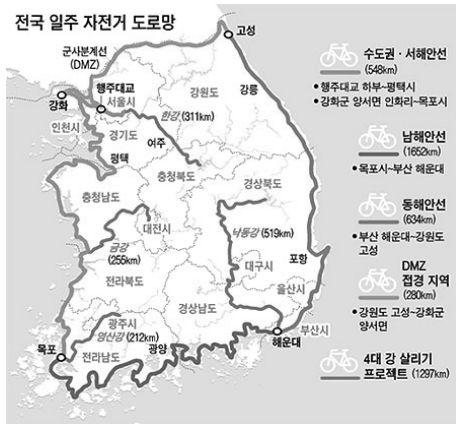 전국 일주 자전거 도로망
고성
군사분계선
(DMZ)
행주대교
서울시
강화
인천시
강원도
강릉
한강 (311km)
경기도
여주
평택
충청북도
충청남도
경상북도
대전시
낙동강 (519km)
금강
(255km)
포항
대구시
전라북도
울산시
경상남도
광주시
영산강 (212km)
부산시
목포
광양
해운대
전라남도
수도권 · 서해안선
(548km)
• 행주대교 하부~평택시
• 강화군 양서면 인화리~목포시
남해안선
(1652km)
• 목포시~부산 해운대
동해안선
(634km)
• 부산 해운대~강원도
고성
DMZ
접경 지역
(280km)
• 강원도 고성~강화군
양서면
4대 강 살리기
프로젝트 (1297km)